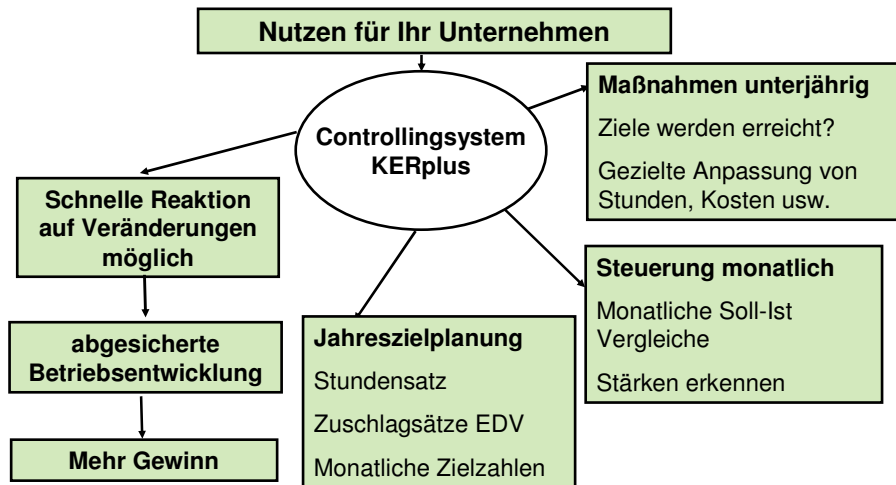 Nutzen für Ihr Unternehmen
Controllingsystem
KERplus
Maßnahmen unterjährig
Ziele werden erreicht?
Gezielte Anpassung von
Stunden, Kosten usw.
Schnelle Reaktion
auf Veränderungen
möglich
abgesicherte
Betriebsentwicklung
Mehr Gewinn
Jahreszielplanung
Stundensatz
Zuschlagsätze EDV
Monatliche Zielzahlen
Steuerung monatlich
Monatliche Soll-Ist
Vergleiche
Stärken erkennen